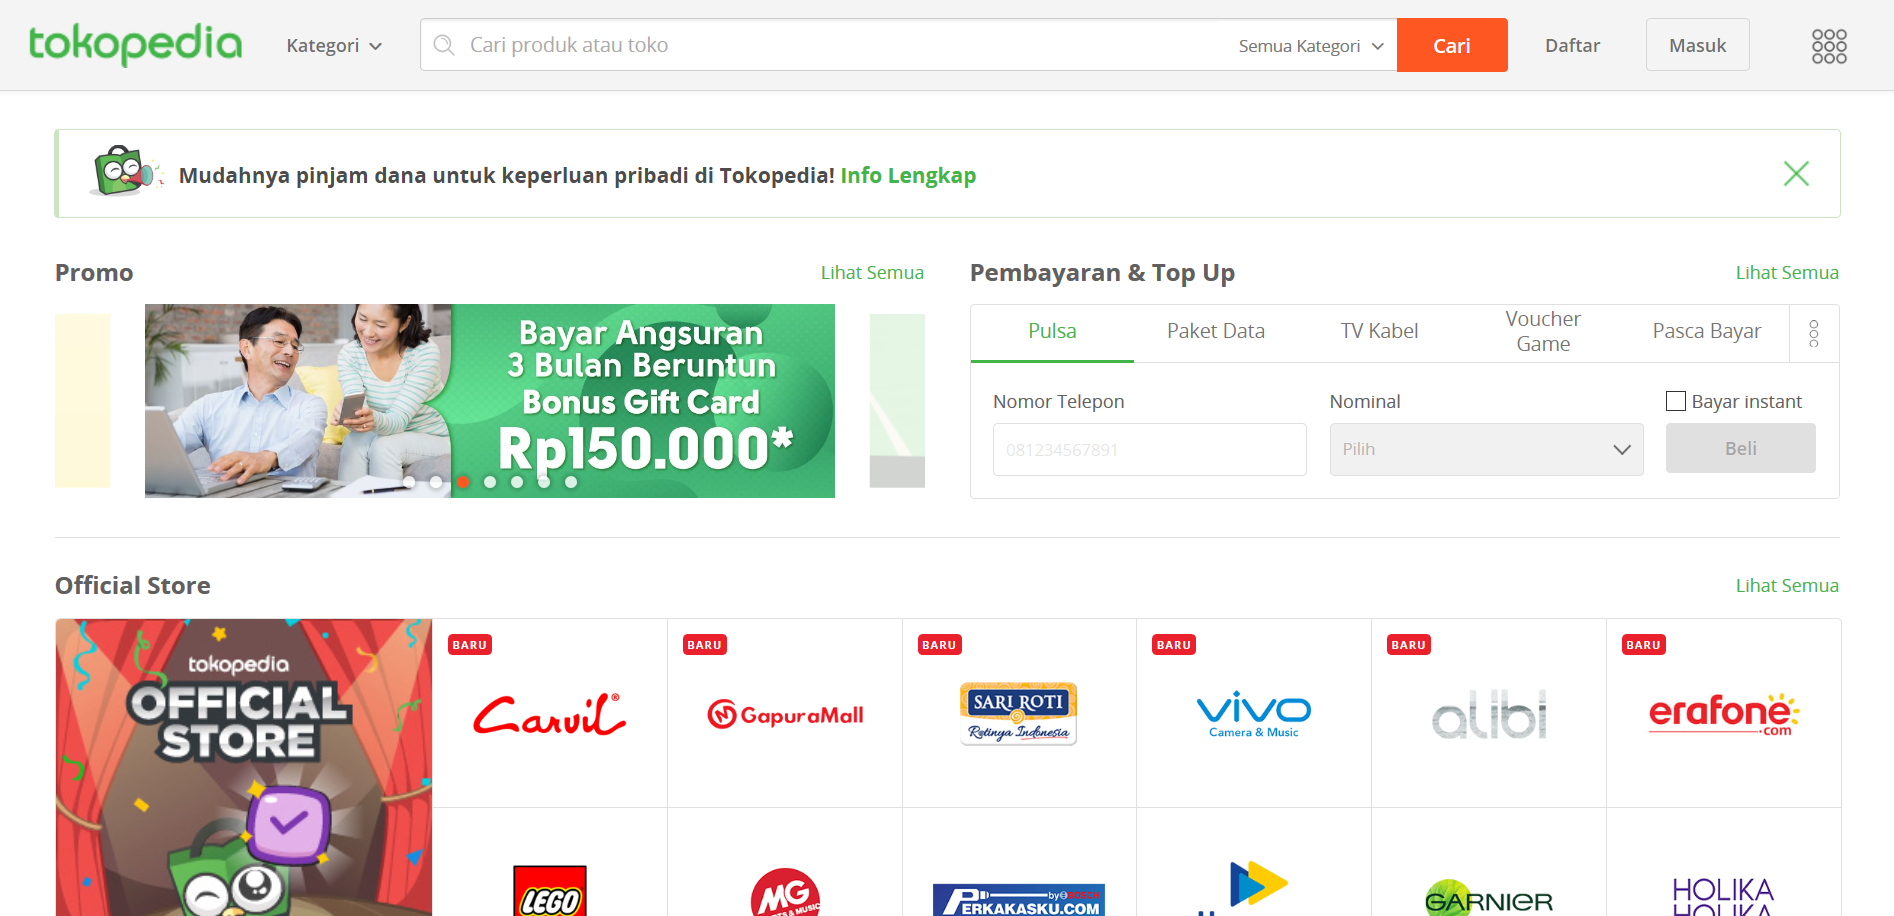 tokopedia
Kategori
Cari produk atau toko
Semua Kategori
Cari
Daftar
Masuk
Mudahnya pinjam dana untuk keperluan pribadi di Tokopedia! Info Lengkap
Promo
Lihat Semua
Bayar Angsuran
3 Bulan Beruntun
Bonus Gift Card
Rp150.000*
Pembayaran & Top Up
Lihat Semua
Pulsa
Paket Data
TV Kabel
Voucher
Game
Pasca Bayar
Nomor Telepon
081234567891
Nominal
Pilih
Bayar instant
Beli
Official Store
Lihat Semua
tokopedia
OFFICIAL
STORE
BARU
Carvil®
BARU
GapuraMall
BARU
SARI ROTI
Rotinya Indonesia
BARU
vivo
Camera & Music
BARU
alibi
BARU
erafone
.com
LEGO
MG
& MUSIC
PERKAKASKU.COM
by BOSCH
GARNIER
HOLIKA
HOLIKA